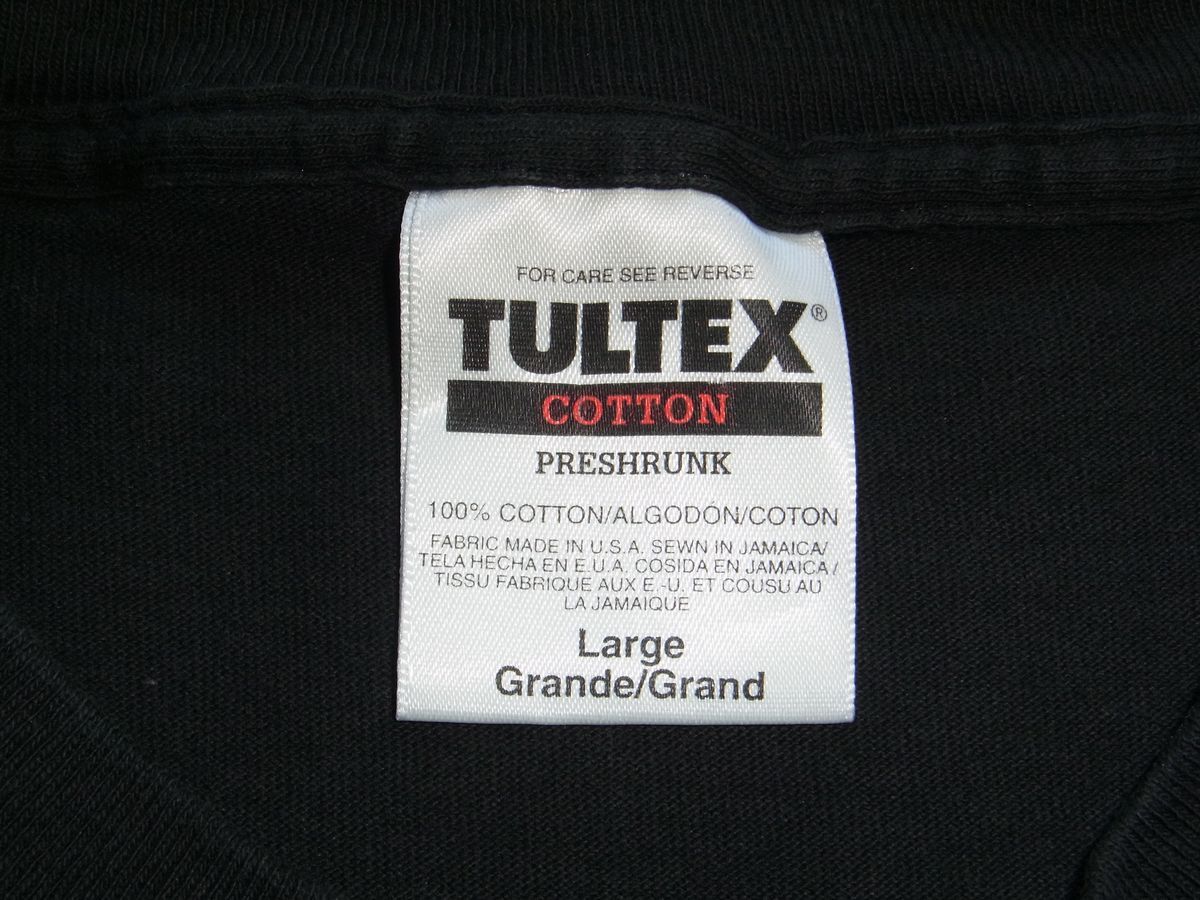 FOR CARE SEE REVERSE
TULTEX®
COTTON
PRESHRUNK
100% COTTON/ALGODÓN/COTON
FABRIC MADE IN U.S.A. SEWN IN JAMAICA/
TELA HECHA EN E.U.A. COSIDA EN JAMAICA/
TISSU FABRIQUE AUX E.-U. ET COUSU AU
LA JAMAIQUE
Large
Grande/Grand